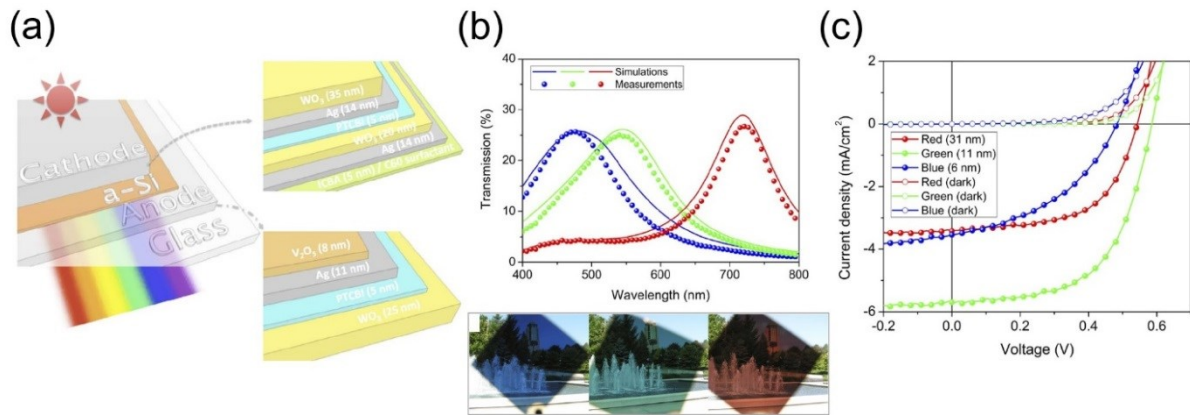 (a)
Cathode
a-Si
Anode
Glass
WO₃ (35 nm)
Ag (14 nm)
PTCBI (5 nm)
WO₃ (20 nm)
Ag (14 nm)
(5 nm) / C60 surfactors
V₂O₅ (8 nm)
Ag (11 nm)
PTCBI (5 nm)
WO₃ (25 nm)
(b)
Transmission (%)
40
30
20
10
0
Simulations
Measurements
400 500 600 700 800
Wavelength (nm)
(c)
Current density (mA/cm²)
2
0
-2
-4
-6
Red (31 nm)
Green (11 nm)
Blue (6 nm)
Red (dark)
Green (dark)
Blue (dark)
-0.2 0.0 0.2 0.4 0.6
Voltage (V)